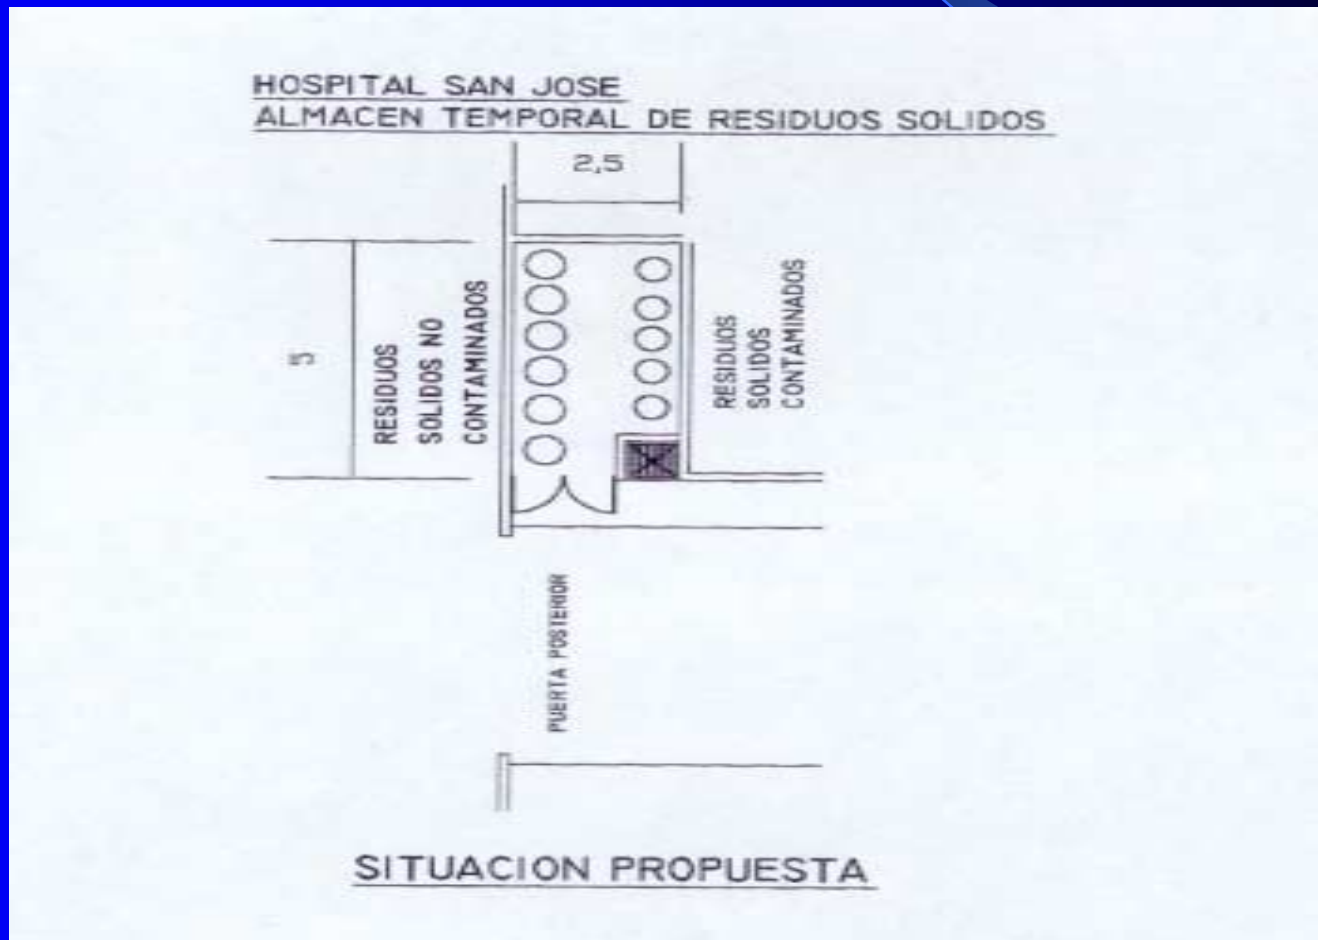 HOSPITAL SAN JOSE
ALMACEN TEMPORAL DE RESIDUOS SOLIDOS
2,5
5
RESIDUOS
SOLIDOS NO
CONTAMINADOS
RESIDUOS
SOLIDOS
CONTAMINADOS
PUERTA POSTERIOR
SITUACION PROPUESTA